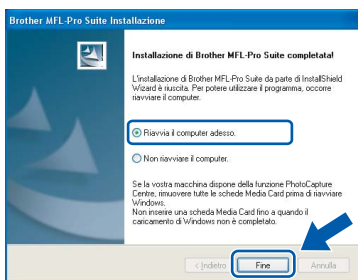 Brother MFL-Pro Suite Installazione
Installazione di Brother MFL-Pro Suite completata!
L'installazione di Brother MFL-Pro Suite da parte di InstallShield
Wizard è riuscita. Per potere utilizzare il programma, occorre
riavviare il computer.
Riavvia il computer adesso.
Non riavviare il computer.
Se la vostra macchina dispone della funzione PhotoCapture
Centre, rimuovere tutte le schede Media Card prima di riavviare
Windows.
Non inserire una scheda Media Card fino a quando il
caricamento di Windows non è completato.
< Indietro Fine Annulla